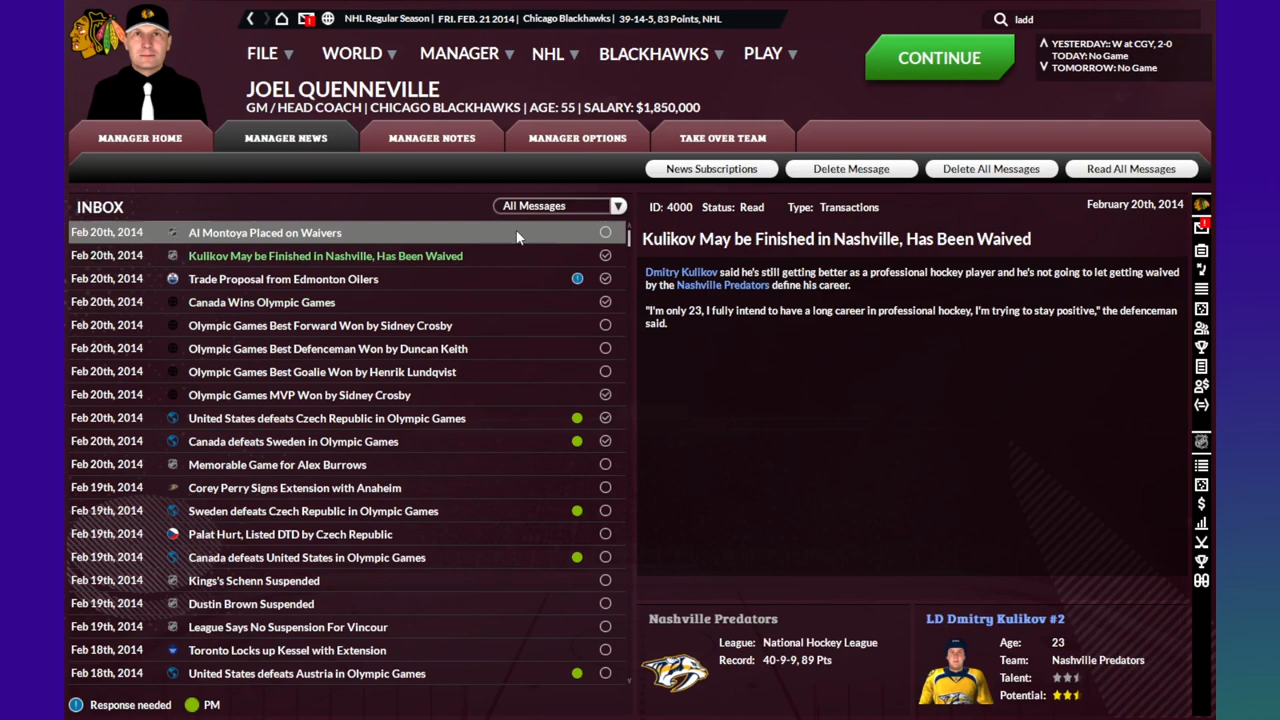 NHL Regular Season | FRI. FEB. 21 2014 | Chicago Blackhawks | 39-14-5, 83 Points, NHL
ladd
FILE WORLD MANAGER NHL BLACKHAWKS PLAY
CONTINUE
YESTERDAY:: W at CGY, 2-0
TODAY: No Game
TOMORROW: No Game
JOEL QUENNEVILLE
GM / HEAD COACH | CHICAGO BLACKHAWKS | AGE: 55 | SALARY: $1,850,000
MANAGER HOME MANAGER NEWS MANAGER NOTES MANAGER OPTIONS TAKE OVER TEAM
News Subscriptions Delete Message Delete All Messages Read All Messages
INBOX All Messages
Feb 20th, 2014 Al Montoya Placed on Waivers
Feb 20th, 2014 Kulikov May be Finished in Nashville, Has Been Waived
Feb 20th, 2014 Trade Proposal from Edmonton Oilers
Feb 20th, 2014 Canada Wins Olympic Games
Feb 20th, 2014 Olympic Games Best Forward Won by Sidney Crosby
Feb 20th, 2014 Olympic Games Best Defenceman Won by Duncan Keith
Feb 20th, 2014 Olympic Games Best Goalie Won by Henrik Lundqvist
Feb 20th, 2014 Olympic Games MVP Won by Sidney Crosby
Feb 20th, 2014 United States defeats Czech Republic in Olympic Games
Feb 20th, 2014 Canada defeats Sweden in Olympic Games
Feb 20th, 2014 Memorable Game for Alex Burrows
Feb 19th, 2014 Corey Perry Signs Extension with Anaheim
Feb 19th, 2014 Sweden defeats Czech Republic in Olympic Games
Feb 19th, 2014 Palat Hurt, Listed DTD by Czech Republic
Feb 19th, 2014 Canada defeats United States in Olympic Games
Feb 19th, 2014 Kings's Schenn Suspended
Feb 19th, 2014 Dustin Brown Suspended
Feb 19th, 2014 League Says No Suspension For Vincour
Feb 18th, 2014 Toronto Locks up Kessel with Extension
Feb 18th, 2014 United States defeats Austria in Olympic Games
Response needed PM
ID: 4000 Status: Read Type: Transactions February 20th, 2014
Kulikov May be Finished in Nashville, Has Been Waived
Dmitry Kulikov said he's still getting better as a professional hockey player and he's not going to let getting waived
by the Nashville Predators define his career.
"I'm only 23, I fully intend to have a long career in professional hockey, I'm trying to stay positive," the defenceman
said.
Nashville Predators
League: National Hockey League
Record: 40-9-9, 89 Pts
LD Dmitry Kulikov #2
Age: 23
Team: Nashville Predators
Talent:
Potential: